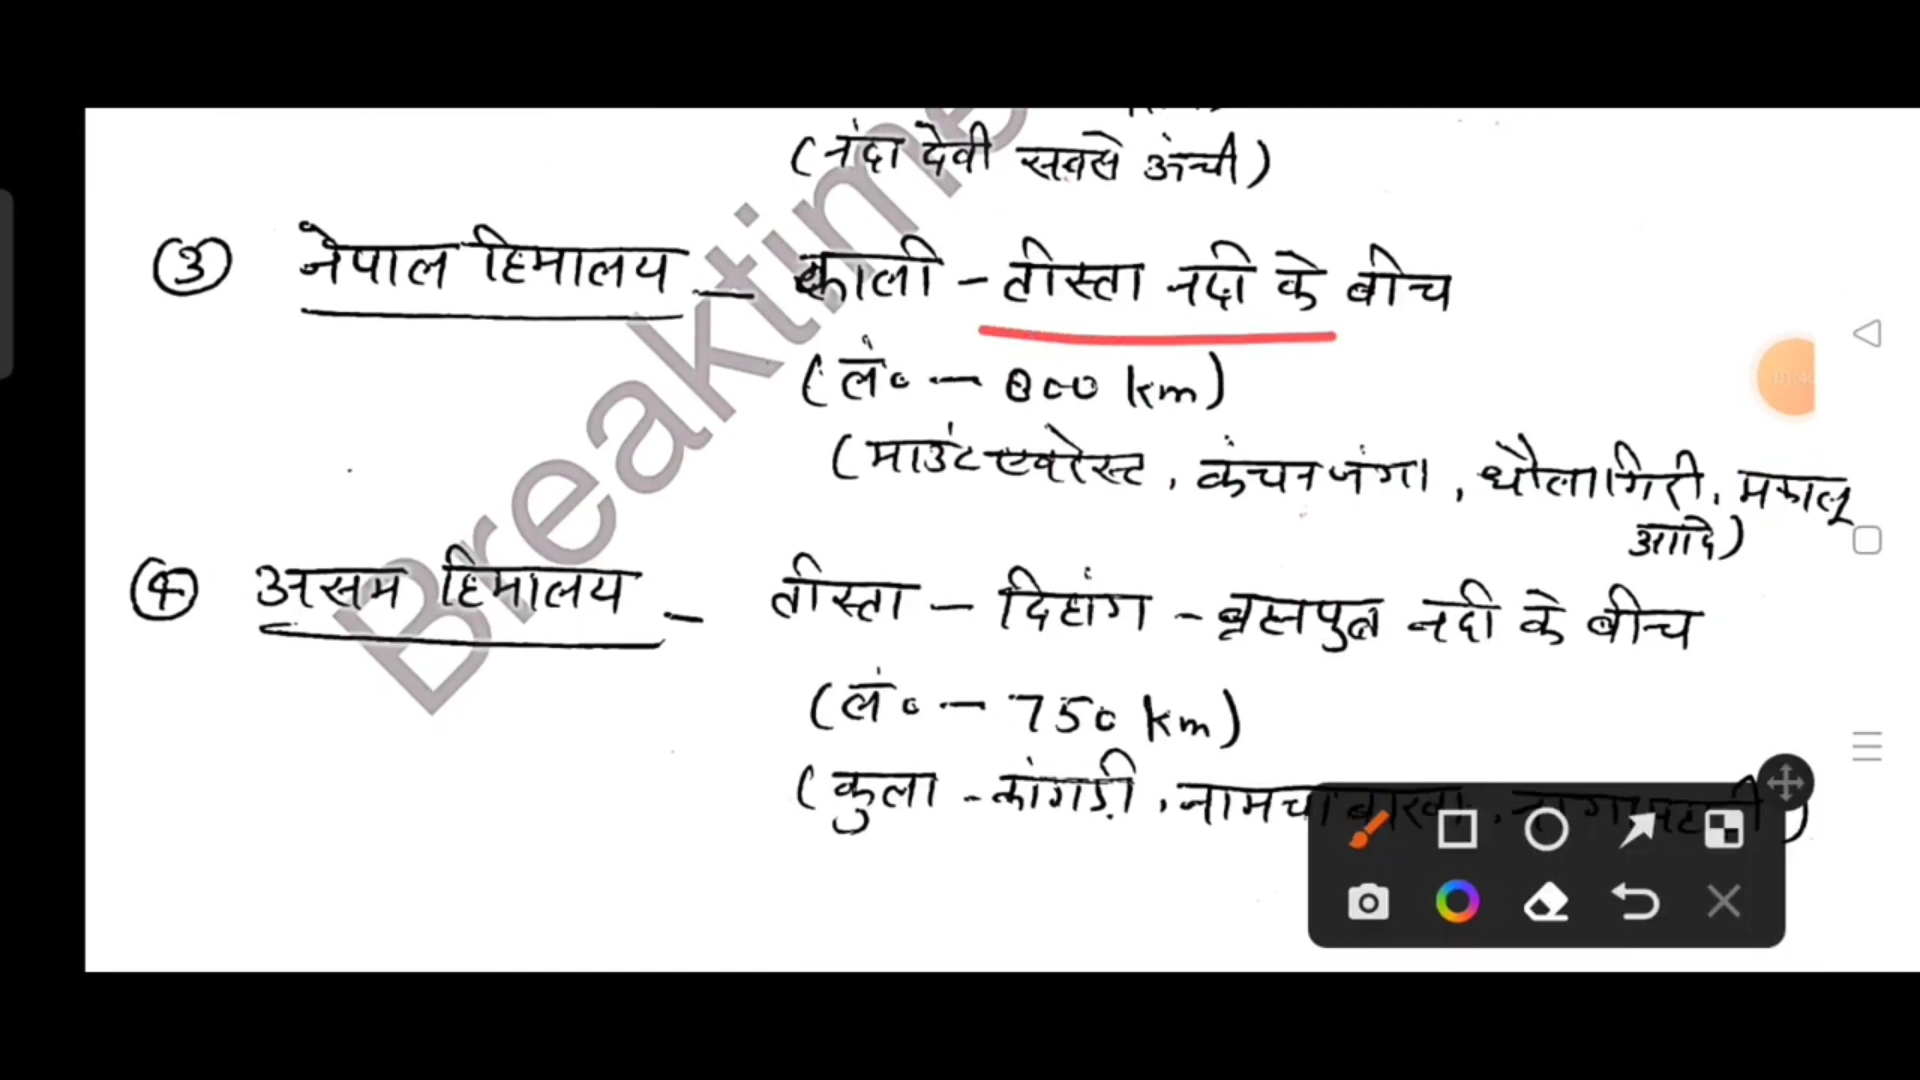 (नंदा देवी सबसे ऊंची)
③ नेपाल हिमालय – काली – तीस्ता नदी के बीच
(लं० – 800 km)
(माउंट एवरेस्ट, कंचनजंगा, धौलागिरी, मकालू
आदि)
④ असम हिमालय – तीस्ता – दिहांग – ब्रह्मपुत्र नदी के बीच
(लं० – 750 km)
(कुला – कांगड़ी, नामचा बारवा,
Breaktime